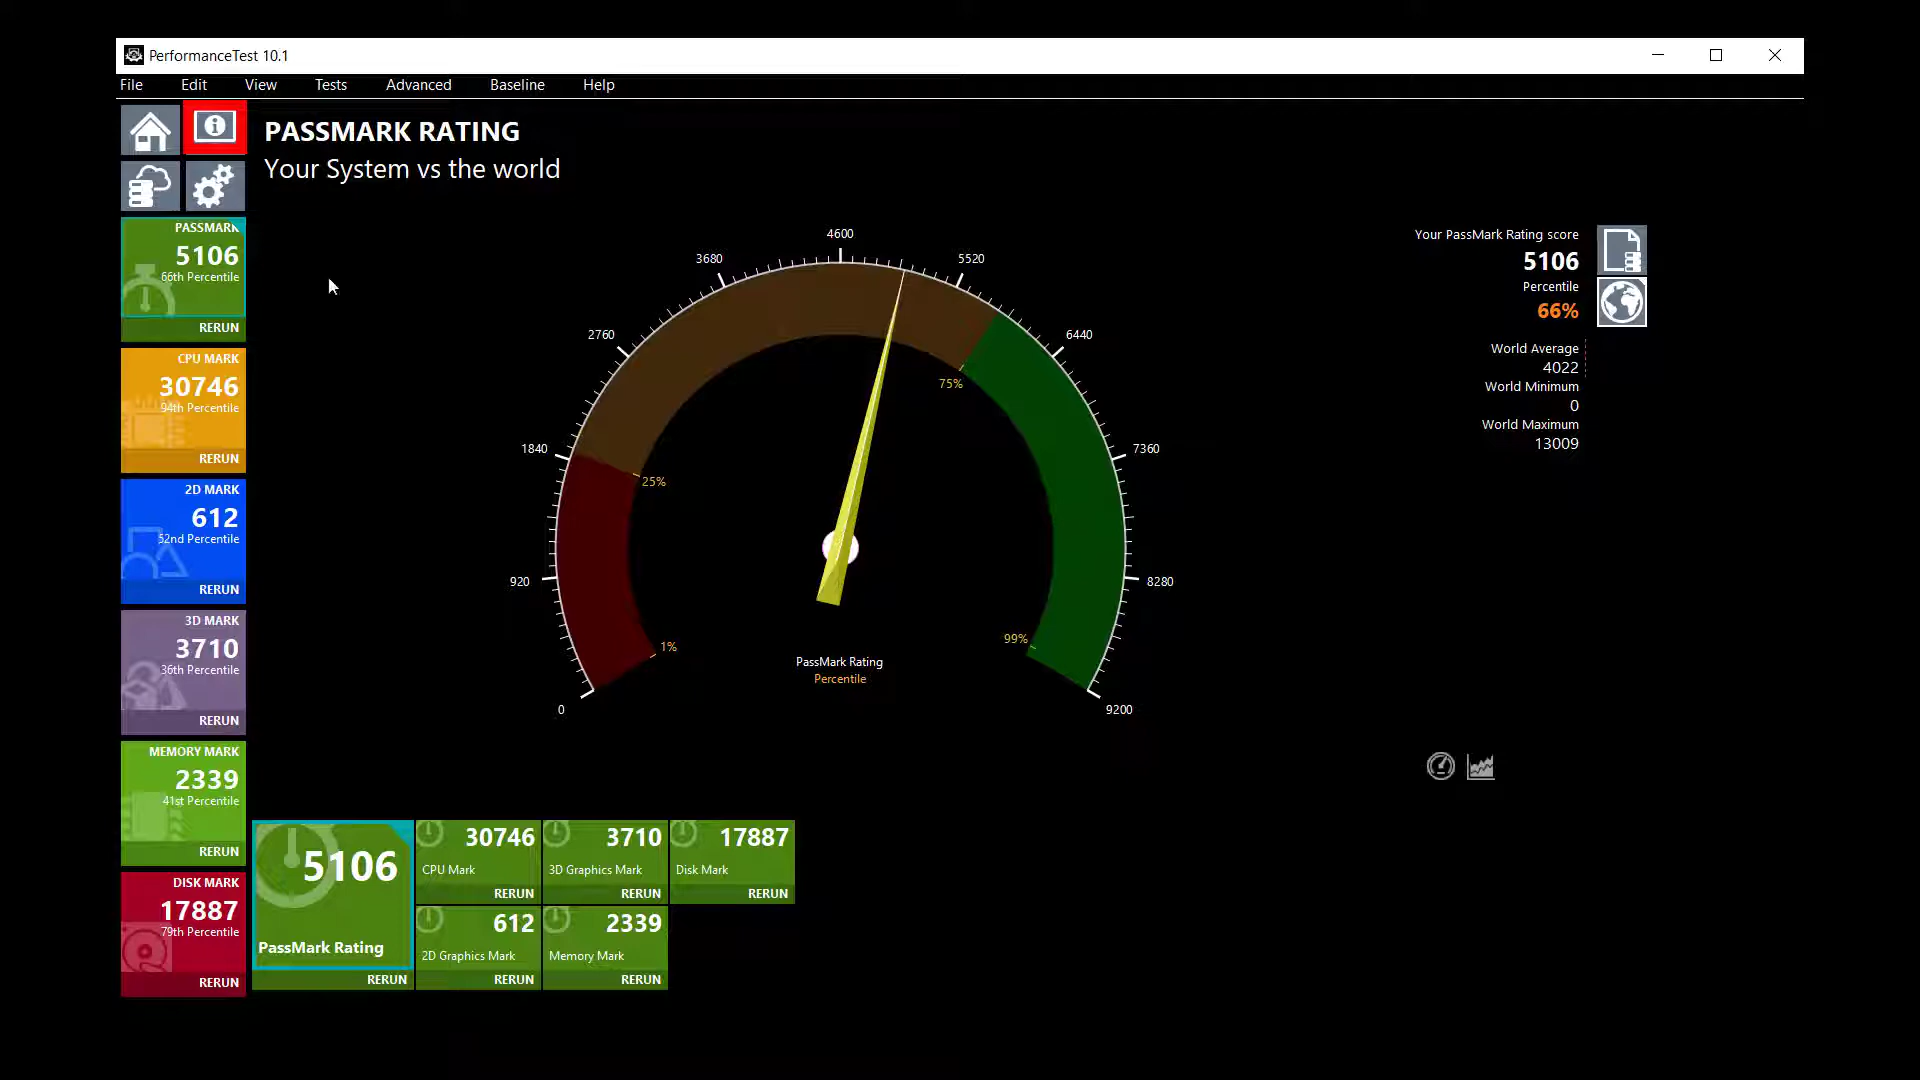 PerformanceTest 10.1
File Edit View Tests Advanced Baseline Help
PASSMARK RATING
Your System vs the world
PASSMARK
5106
66th Percentile
RERUN
CPU MARK
30746
94th Percentile
RERUN
2D MARK
612
52nd Percentile
RERUN
3D MARK
3710
36th Percentile
RERUN
MEMORY MARK
2339
41st Percentile
RERUN
DISK MARK
17887
79th Percentile
RERUN
0
920
1840
2760
3680
4600
5520
6440
7360
8280
9200
1%
25%
75%
99%
PassMark Rating
Percentile
Your PassMark Rating score
5106
Percentile
66%
World Average
4022
World Minimum
0
World Maximum
13009
5106
PassMark Rating
RERUN
30746
CPU Mark
RERUN
3710
3D Graphics Mark
RERUN
17887
Disk Mark
RERUN
612
2D Graphics Mark
RERUN
2339
Memory Mark
RERUN